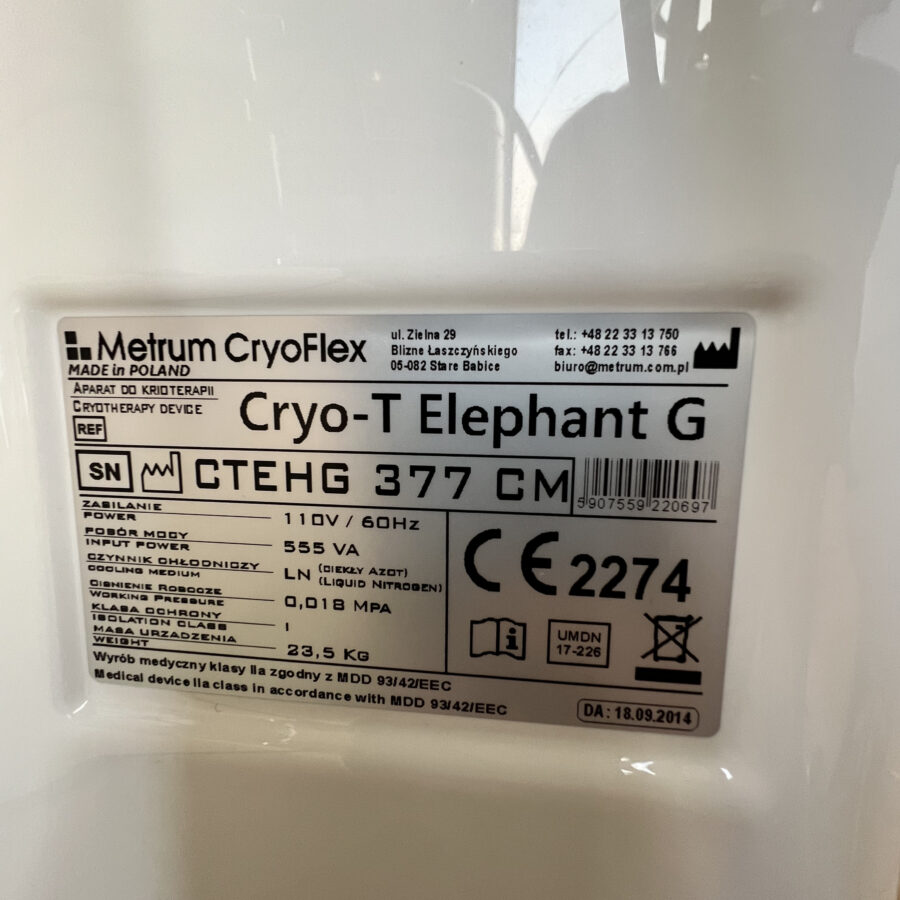 Metrum CryoFlex
MADE in POLAND
ul. Zielna 29
Blizne Łaszczyńskiego
05-082 Stare Babice
tel.: +48 22 33 13 750
fax: +48 22 33 13 766
biuro@metrum.com.pl
APARAT DO KRIOTERAPII
CRYOTHERAPY DEVICE
Cryo-T Elephant G
REF
SN CTEHG 377 CM
5907559220697
ZASILANIE
POWER
110V / 60Hz
POBÓR MOCY
INPUT POWER
555 VA
CZYNNIK CHŁODNICZY
COOLING MEDIUM
LN (CIEKŁY AZOT)
(LIQUID NITROGEN)
CIŚNIENIE ROBOCZE
WORKING PRESSURE
0,018 MPA
KLASA OCHRONY
ISOLATION CLASS
I
MASA URZĄDZENIA
WEIGHT
23,5 KG
CE 2274
UMDN
17-226
Wyrób medyczny klasy IIa zgodny z MDD 93/42/EEC
Medical device IIa class in accordance with MDD 93/42/EEC
DA: 18.09.2014